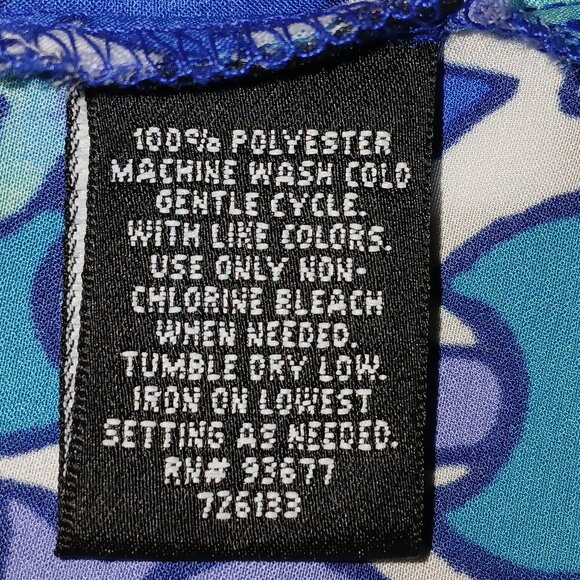 100% POLYESTER
MACHINE WASH COLD
GENTLE CYCLE.
WITH LIKE COLORS.
USE ONLY NON-
CHLORINE BLEACH
WHEN NEEDED.
TUMBLE DRY LOW.
IRON ON LOWEST
SETTING AS NEEDED.
RN# 99677
726133